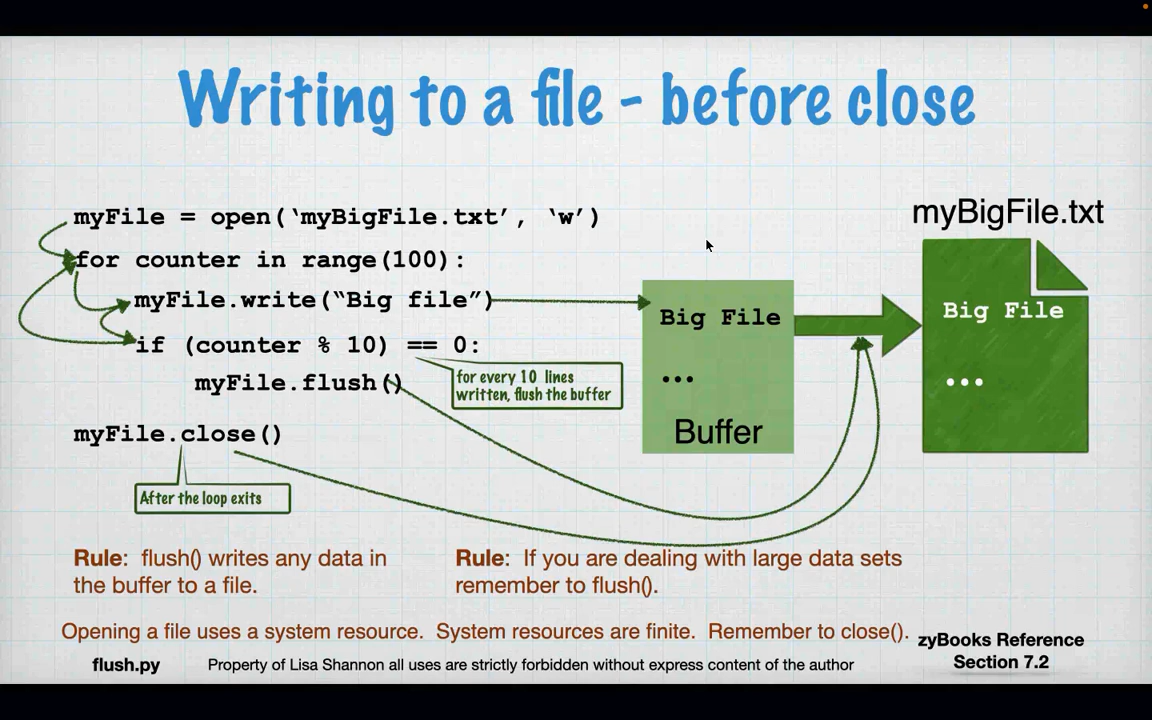 Writing to a file - before close
myFile = open(‘myBigFile.txt’, ‘w’)
for counter in range(100):
myFile.write(“Big file”)
if (counter % 10) == 0:
myFile.flush()
for every 10 lines
written, flush the buffer
myFile.close()
After the loop exits
Big File
...
Buffer
myBigFile.txt
Big File
...
Rule: flush() writes any data in
the buffer to a file.
Rule: If you are dealing with large data sets
remember to flush().
Opening a file uses a system resource. System resources are finite. Remember to close().
zyBooks Reference
Section 7.2
flush.py
Property of Lisa Shannon all uses are strictly forbidden without express content of the author